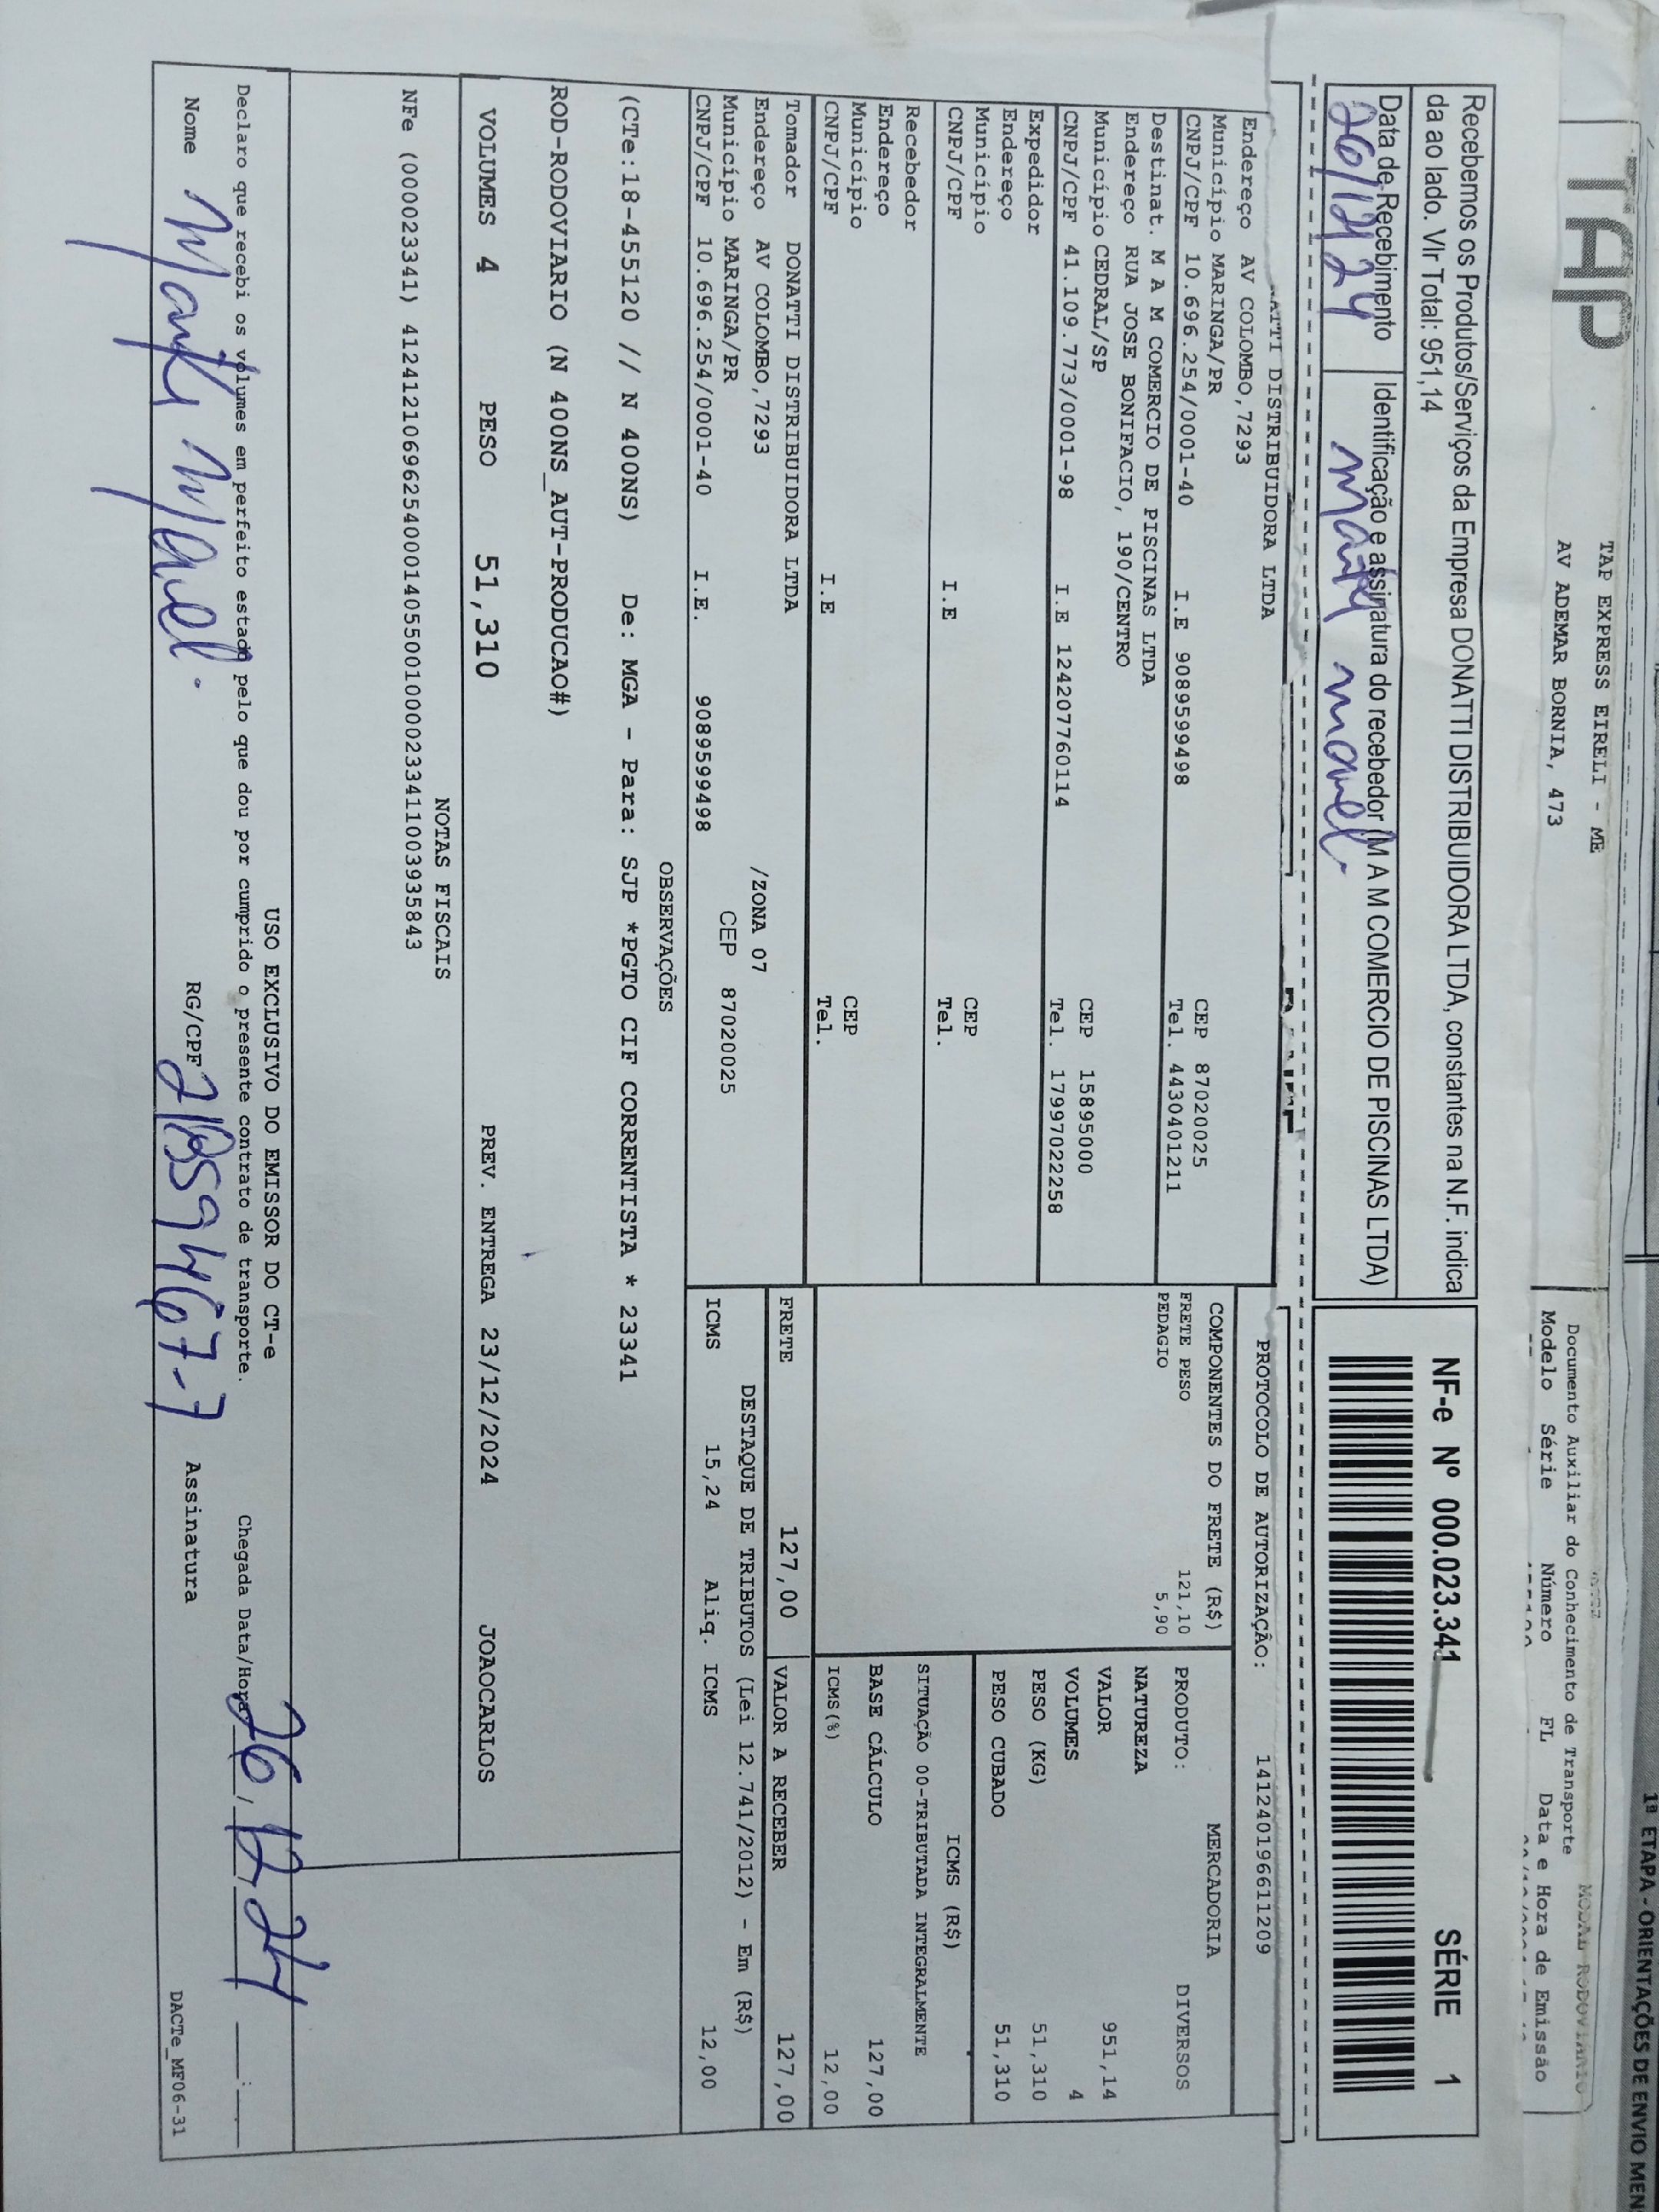 1ª ETAPA - ORIENTAÇÕES DE ENVIO MEN
TAP
TAP EXPRESS EIRELI - ME
AV ADEMAR BORNIA, 473
MODAL RODOVIARIO
Documento Auxiliar do Conhecimento de Transporte
Modelo Série Número FL Data e Hora de Emissão
Recebemos os Produtos/Serviços da Empresa DONATTI DISTRIBUIDORA LTDA, constantes na N.F. indica
da ao lado. Vlr Total: 951,14
Data de Recebimento
Identificação e assinatura do recebedor (M A M COMERCIO DE PISCINAS LTDA)
26/12/24
NF-e Nº 000.023.341 SÉRIE 1
ATTI DISTRIBUIDORA LTDA
Endereço AV COLOMBO,7293
Município MARINGA/PR CEP 87020025
CNPJ/CPF 10.696.254/0001-40 I.E 9089599498 Tel. 4430401211
Destinat. M A M COMERCIO DE PISCINAS LTDA
Endereço RUA JOSE BONIFACIO, 190/CENTRO
Município CEDRAL/SP CEP 15895000
CNPJ/CPF 41.109.773/0001-98 I.E 124207760114 Tel. 17997022258
Expedidor
Endereço
Município CEP
CNPJ/CPF I.E Tel.
Recebedor
Endereço
Município CEP
CNPJ/CPF I.E Tel.
Tomador DONATTI DISTRIBUIDORA LTDA
Endereço AV COLOMBO,7293 /ZONA 07
Município MARINGA/PR CEP 87020025
CNPJ/CPF 10.696.254/0001-40 I.E. 9089599498
PROTOCOLO DE AUTORIZAÇÃO: 141240196611209
COMPONENTES DO FRETE (R$)
FRETE PESO 121,10
PEDAGIO 5,90
MERCADORIA
PRODUTO: DIVERSOS
NATUREZA
VALOR 951,14
VOLUMES 4
PESO (KG) 51,310
PESO CUBADO 51,310
ICMS (R$)
SITUAÇÃO 00-TRIBUTADA INTEGRALMENTE
BASE CÁLCULO 127,00
ICMS(%) 12,00
FRETE 127,00
VALOR A RECEBER 127,00
DESTAQUE DE TRIBUTOS (Lei 12.741/2012) - Em (R$)
ICMS 15,24 Aliq. ICMS 12,00
OBSERVAÇÕES
(CTe:18-455120 // N 400NS) De: MGA - Para: SJP *PGTO CIF CORRENTISTA * 23341
ROD-RODOVIARIO (N 400NS_AUT-PRODUCAO#)
VOLUMES 4 PESO 51,310 PREV. ENTREGA 23/12/2024 JOAOCARLOS
NOTAS FISCAIS
NFe (000023341) 41241210696254000140550010000233411003935843
USO EXCLUSIVO DO EMISSOR DO CT-e
Declaro que recebi os volumes em perfeito estado pelo que dou por cumprido o presente contrato de transporte.
Chegada Data/Hora 26/12/24
Nome
RG/CPF
Assinatura
DACTe_MF06-31